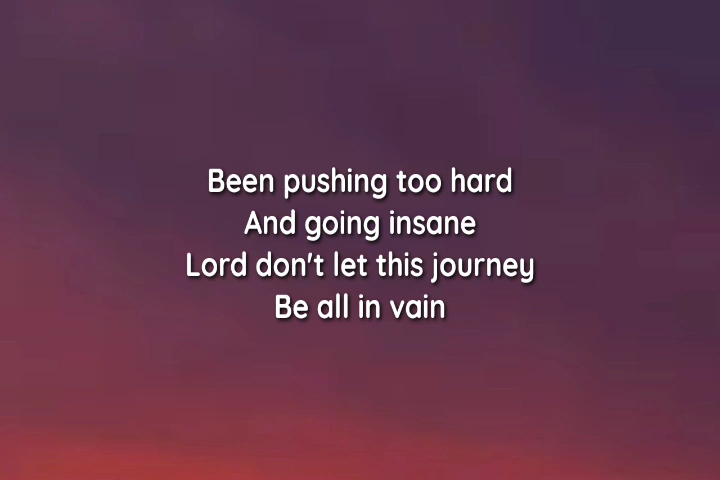 Been pushing too hard
And going insane
Lord don't let this journey
Be all in vain